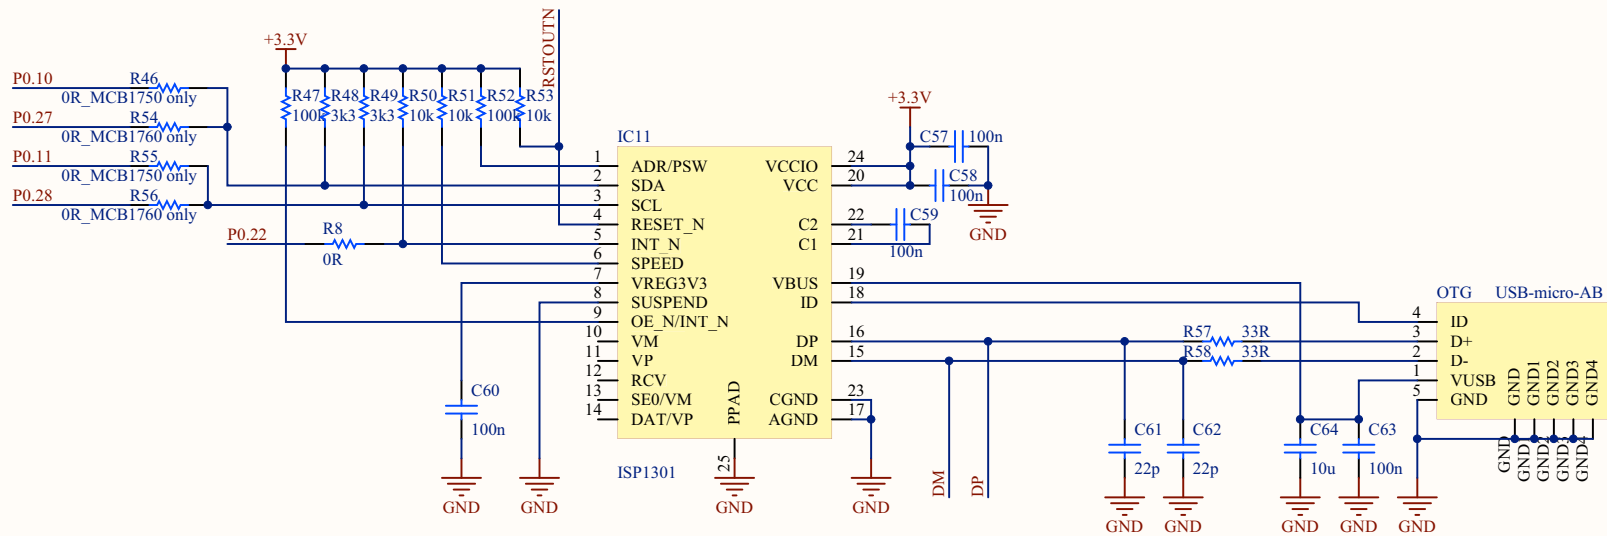 +3.3V
RSTOUTN
P0.10
R46
0R_MCB1750 only
P0.27
R54
0R_MCB1760 only
P0.11
R55
0R_MCB1750 only
P0.28
R56
0R_MCB1760 only
P0.22
R8
0R
R47
100k
R48
3k3
R49
3k3
R50
10k
R51
10k
R52
100k
R53
10k
IC11
1 ADR/PSW
2 SDA
3 SCL
4 RESET_N
5 INT_N
6 SPEED
7 VREG3V3
8 SUSPEND
9 OE_N/INT_N
10 VM
11 VP
12 RCV
13 SE0/VM
14 DAT/VP
VCCIO 24
VCC 20
C2 22
C1 21
VBUS 19
ID 18
DP 16
DM 15
CGND 23
AGND 17
PPAD
25
ISP1301
C60
100n
GND
GND
GND
GND
+3.3V
C57 100n
C58
100n
GND
C59
100n
DM
DP
R57 33R
R58 33R
C61
22p
GND
C62
22p
GND
C64
10u
GND
C63
100n
GND
GND
OTG USB-micro-AB
4 ID
3 D+
2 D-
1 VUSB
5 GND
GND
GND1
GND2
GND3
GND4
GND
GND1
GND2
GND3
GND4